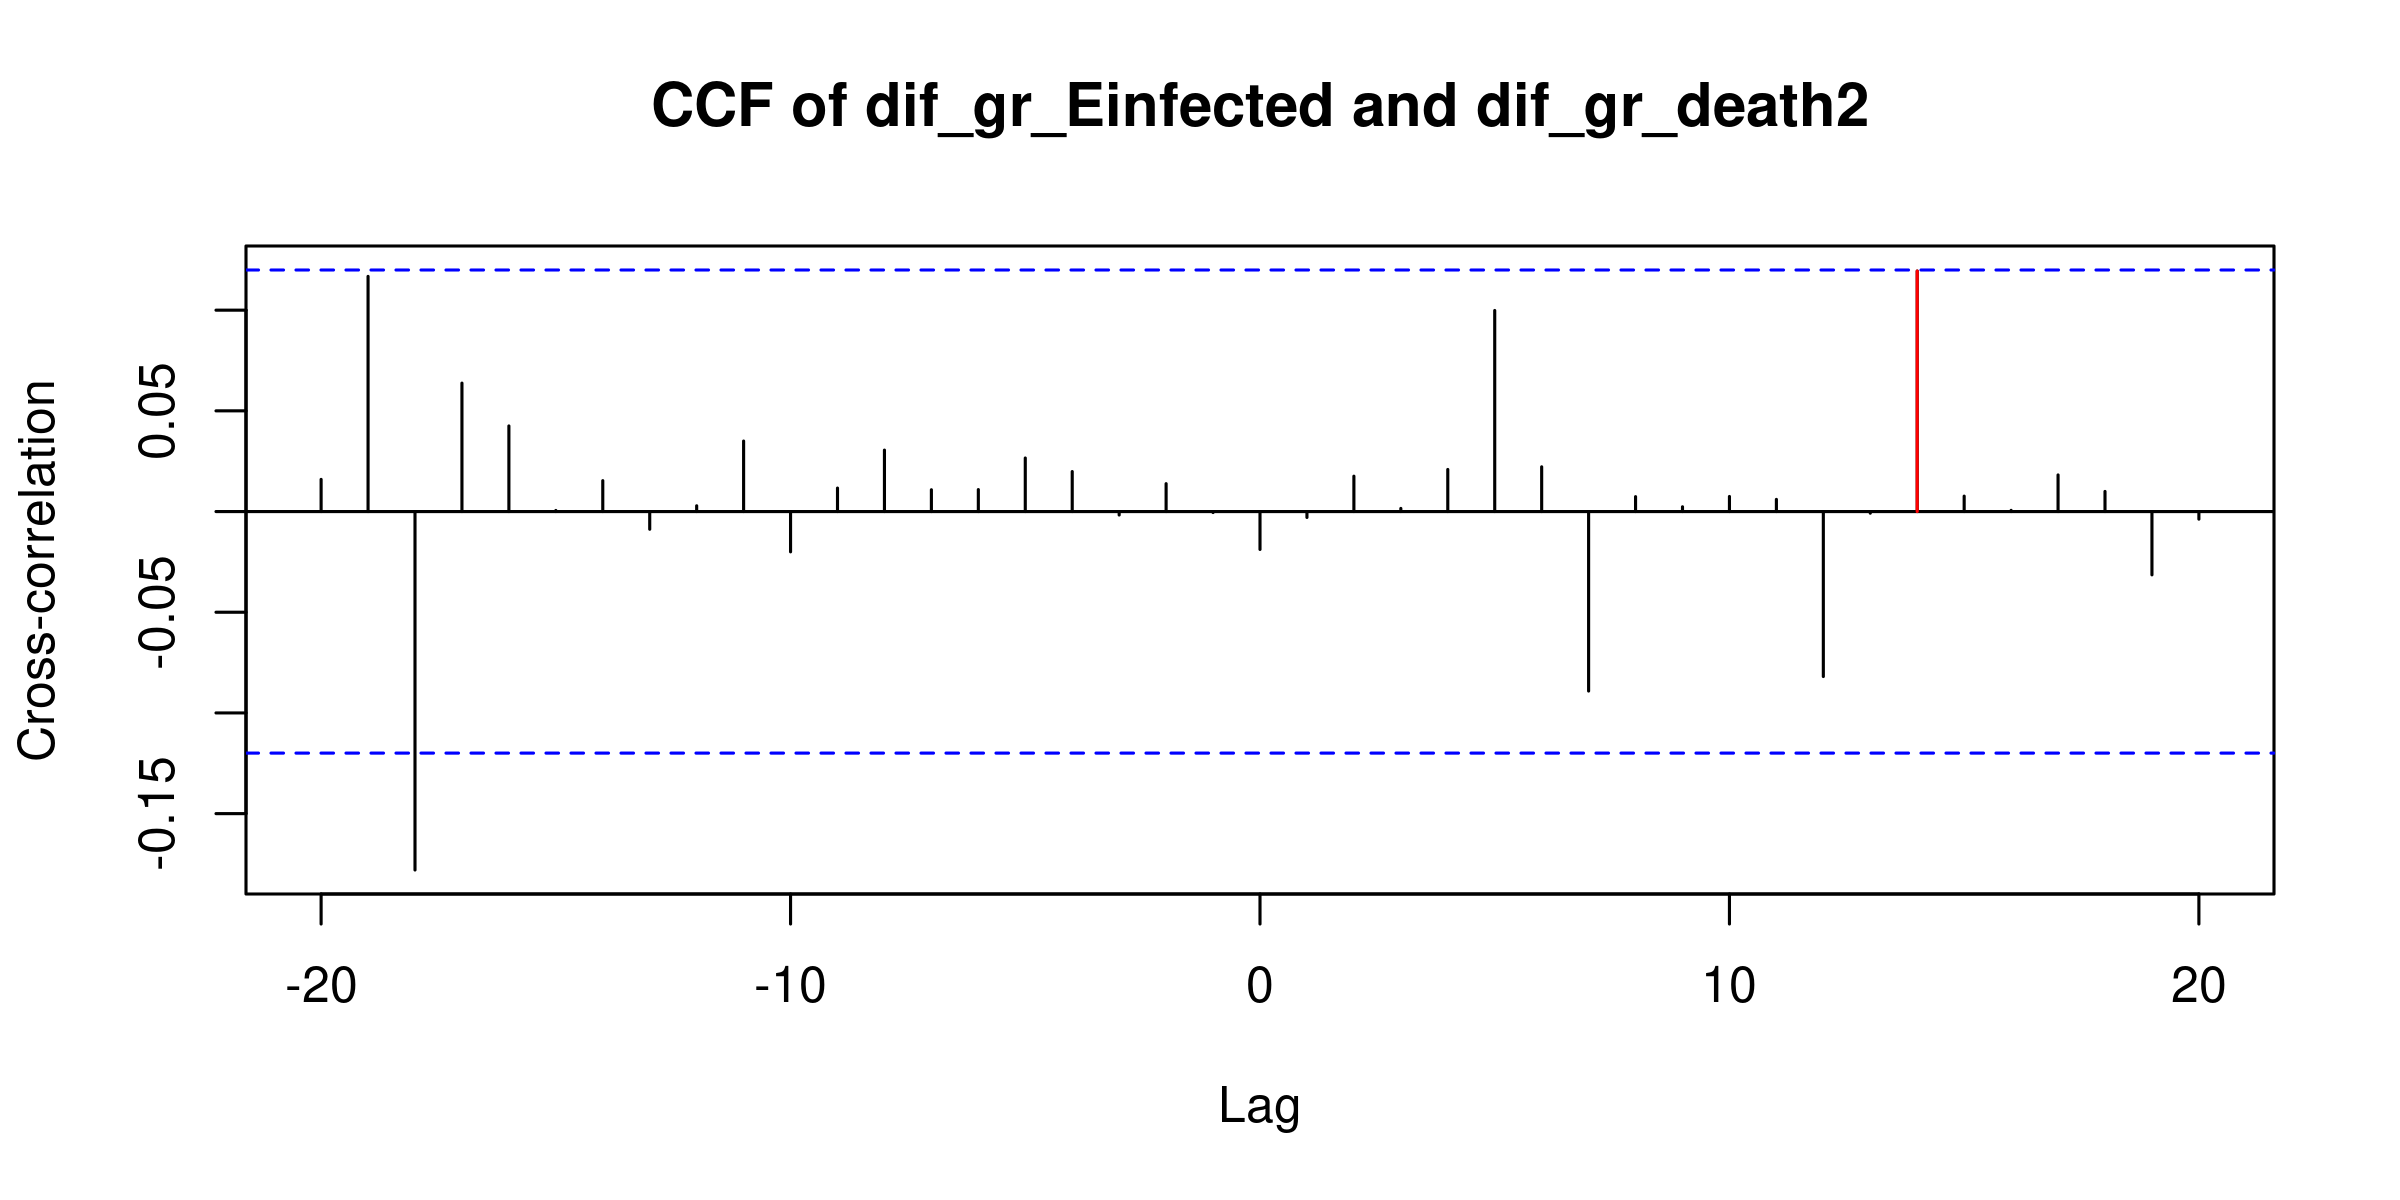 CCF of dif_gr_Einfected and dif_gr_death2
Cross-correlation
0.05
-0.05
-0.15
-20 -10 0 10 20
Lag